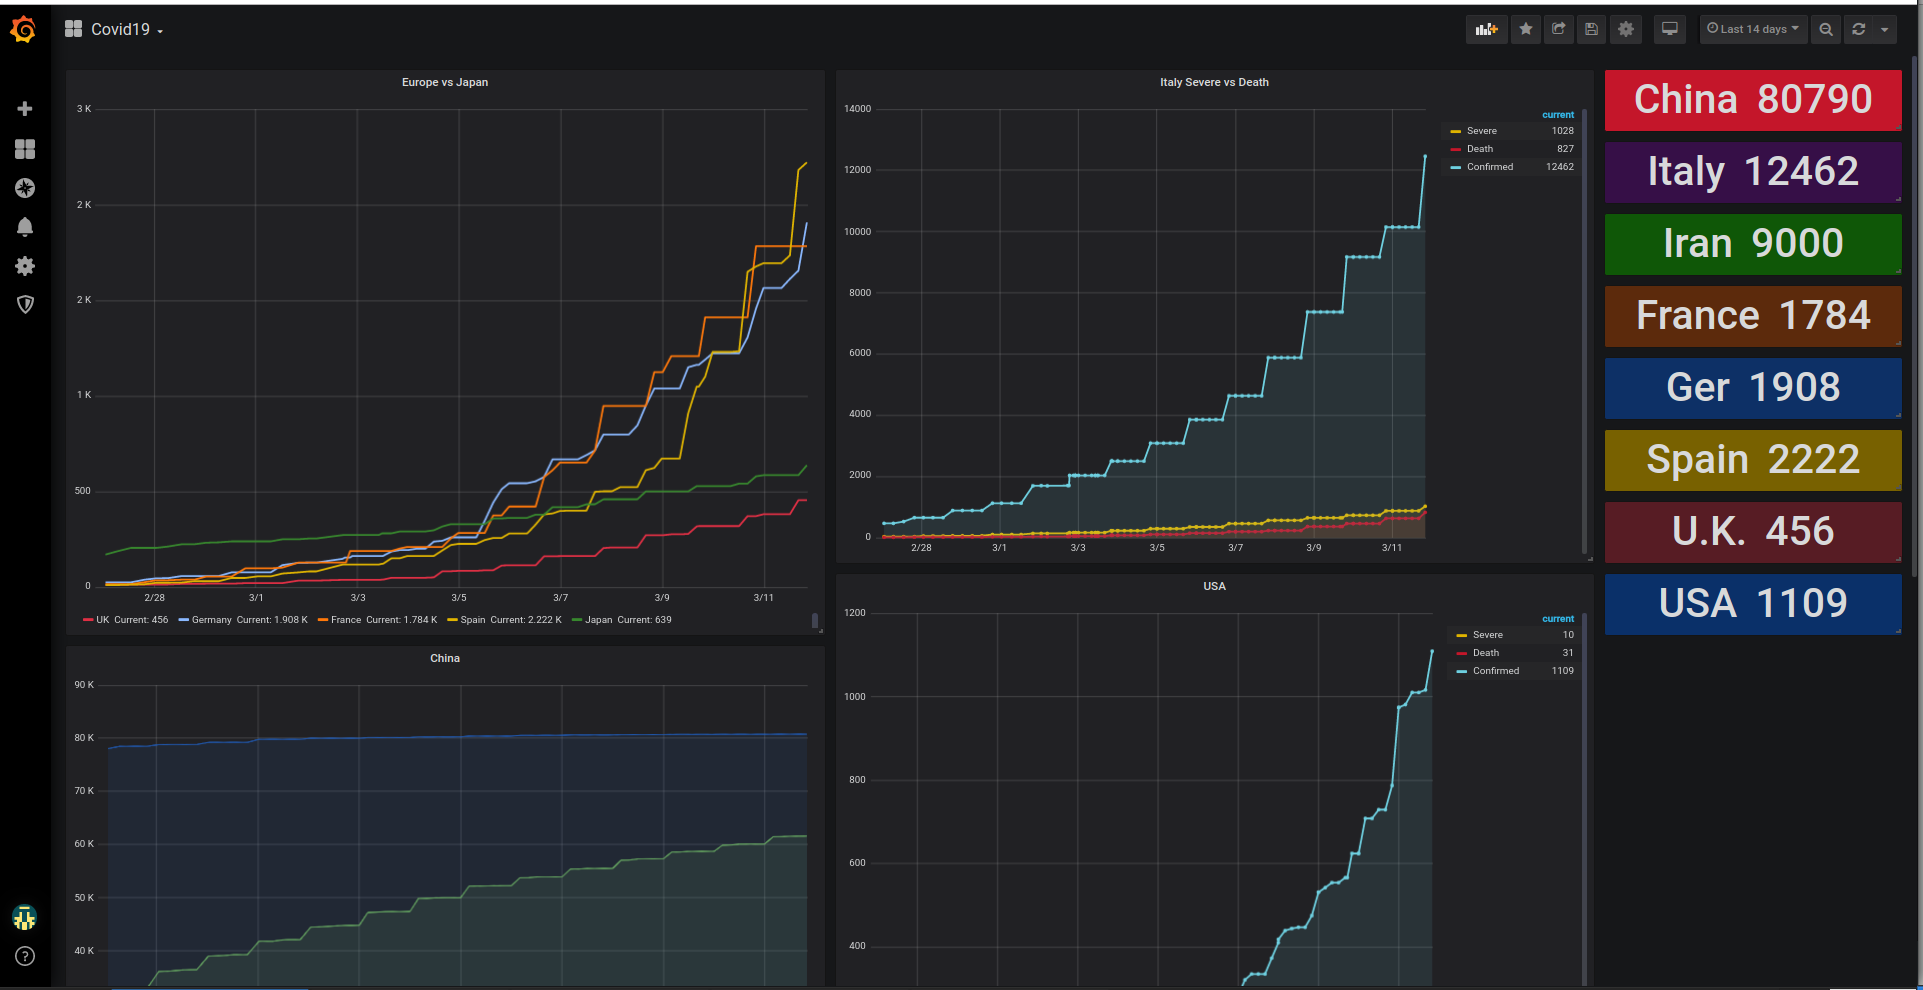 Covid19
Last 14 days
Europe vs Japan
3 K
2 K
2 K
1 K
500
0
2/28 3/1 3/3 3/5 3/7 3/9 3/11
UK Current: 456 Germany Current: 1.908 K France Current: 1.784 K Spain Current: 2.222 K Japan Current: 639
China
90 K
80 K
70 K
60 K
50 K
40 K
Italy Severe vs Death
14000
12000
10000
8000
6000
4000
2000
0
2/28 3/1 3/3 3/5 3/7 3/9 3/11
current
Severe 1028
Death 827
Confirmed 12462
USA
1200
1000
800
600
400
current
Severe 10
Death 31
Confirmed 1109
China 80790
Italy 12462
Iran 9000
France 1784
Ger 1908
Spain 2222
U.K. 456
USA 1109